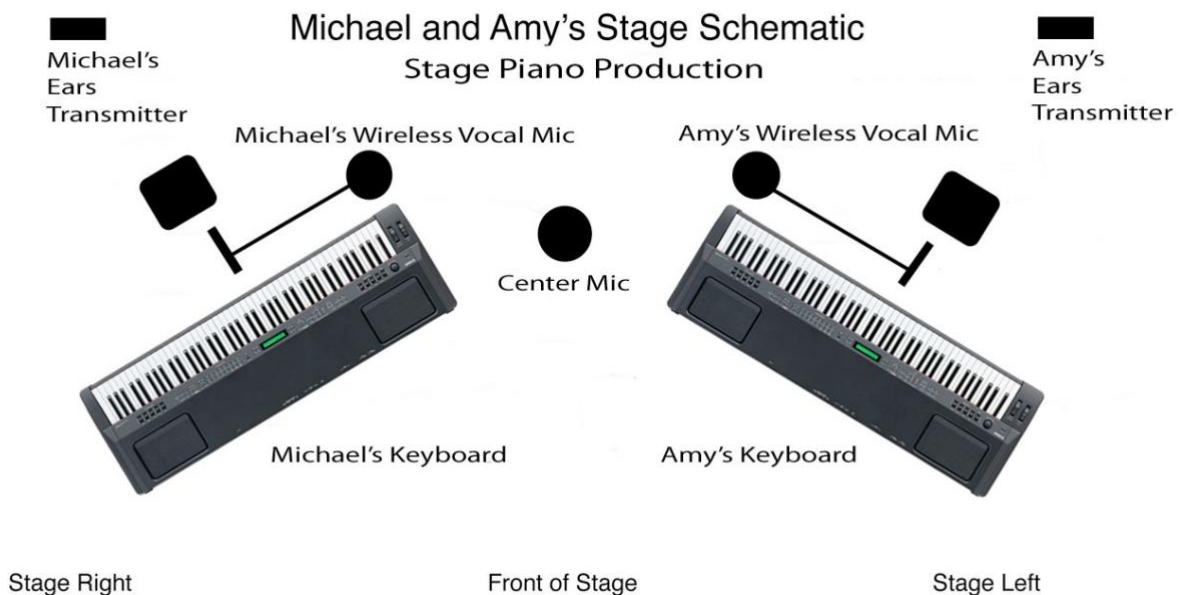 Michael and Amy’s Stage Schematic
Stage Piano Production
Michael’s
Ears
Transmitter
Amy’s
Ears
Transmitter
Michael’s Wireless Vocal Mic
Amy’s Wireless Vocal Mic
Center Mic
Michael’s Keyboard
Amy’s Keyboard
Stage Right
Front of Stage
Stage Left